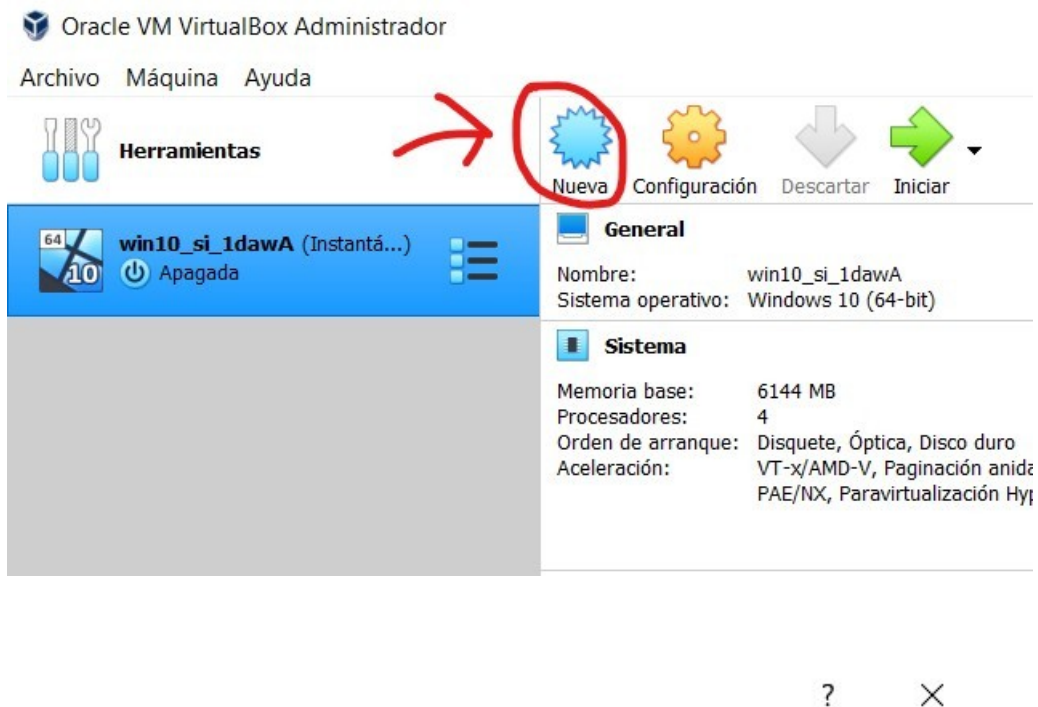 Oracle VM VirtualBox Administrador
Archivo Máquina Ayuda
Herramientas
Nueva Configuración Descartar Iniciar
64
10
win10_si_1dawA (Instantá...)
Apagada
General
Nombre: win10_si_1dawA
Sistema operativo: Windows 10 (64-bit)
Sistema
Memoria base: 6144 MB
Procesadores: 4
Orden de arranque: Disquete, Óptica, Disco duro
Aceleración: VT-x/AMD-V, Paginación anida
PAE/NX, Paravirtualización Hyp
?